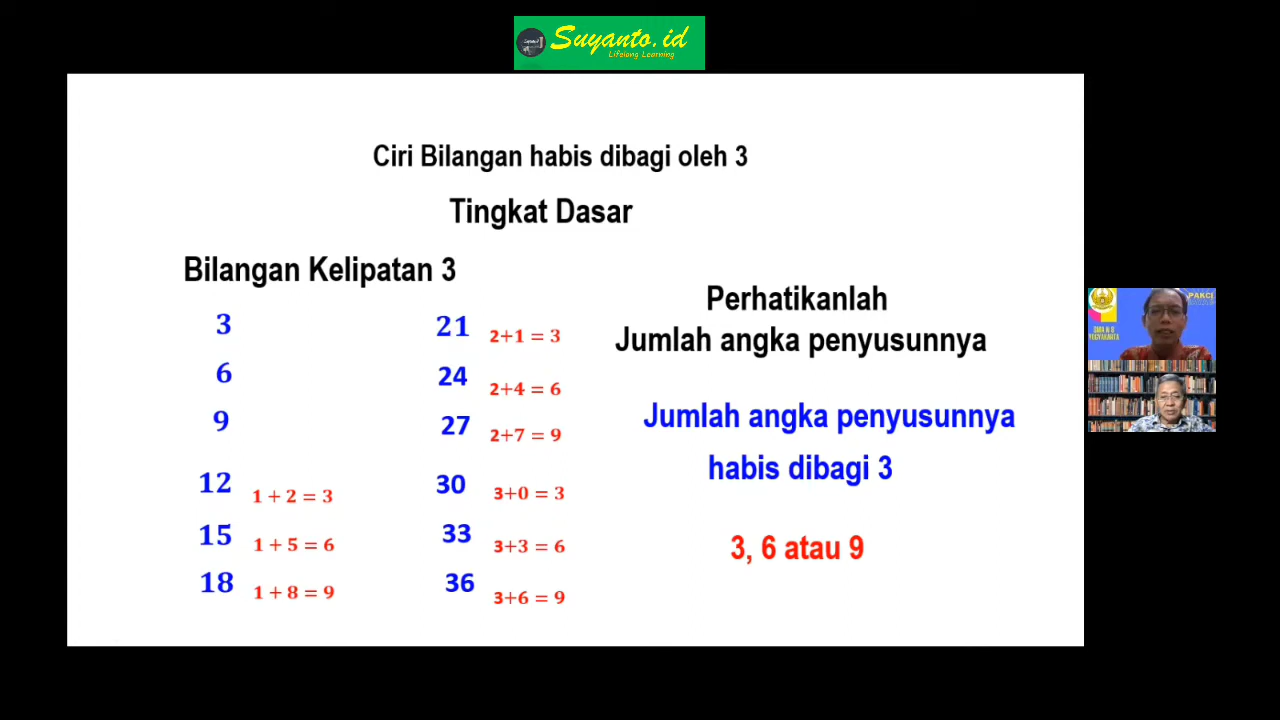 Suyanto.id
Lifelong Learning
Ciri Bilangan habis dibagi oleh 3
Tingkat Dasar
Bilangan Kelipatan 3
3
6
9
12 1 + 2 = 3
15 1 + 5 = 6
18 1 + 8 = 9
21 2+1 = 3
24 2+4 = 6
27 2+7 = 9
30 3+0 = 3
33 3+3 = 6
36 3+6 = 9
Perhatikanlah
Jumlah angka penyusunnya
Jumlah angka penyusunnya
habis dibagi 3
3, 6 atau 9
PAKCI
YOGYAKARTA